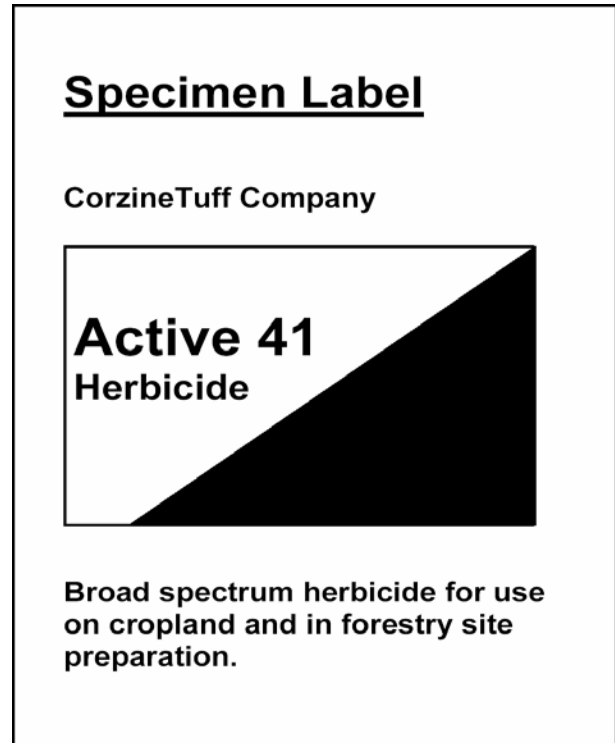 Specimen Label
CorzineTuff Company
Active 41
Herbicide
Broad spectrum herbicide for use
on cropland and in forestry site
preparation.